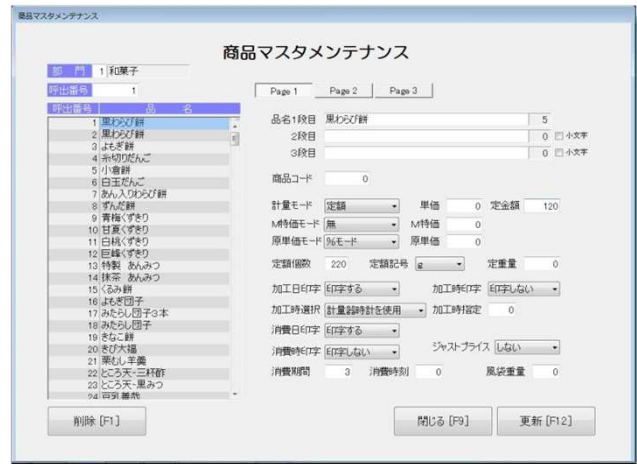 商品マスタメンテナンス
商品マスタメンテナンス
部 門 1 和菓子
呼出番号 1
呼出番号 品 名
1 黒わらび餅
2 黒わらび餅
3 よもぎ餅
4 糸切りだんご
5 小倉餅
6 白玉だんご
7 あん入りわらび餅
8 ずんだ餅
9 青梅くずきり
10 甘夏くずきり
11 白桃くずきり
12 巨峰くずきり
13 特製 あんみつ
14 抹茶 あんみつ
15 くるみ餅
16 よもぎ団子
17 みたらし団子3本
18 みたらし団子
19 きなこ餅
20 きび大福
21 栗むし羊羹
22 ところ天-三杯酢
23 ところ天-黒みつ
24
削除 [F1]
Page 1 Page 2 Page 3
品名1段目 黒わらび餅 5
2段目 0 小文字
3段目 0 小文字
商品コード 0
計量モード 定額 単価 0 定金額 120
M特価モード 無 M特価 0
原単価モード %モード 原単価 0
定額個数 220 定額記号 g 定重量 0
加工日印字 印字する 加工時印字 印字しない
加工時選択 計量器時計を使用 加工時指定 0
消費日印字 印字する
消費時印字 印字しない ジャストプライス しない
消費期間 3 消費時刻 0 風袋重量 0
閉じる [F9] 更新 [F12]